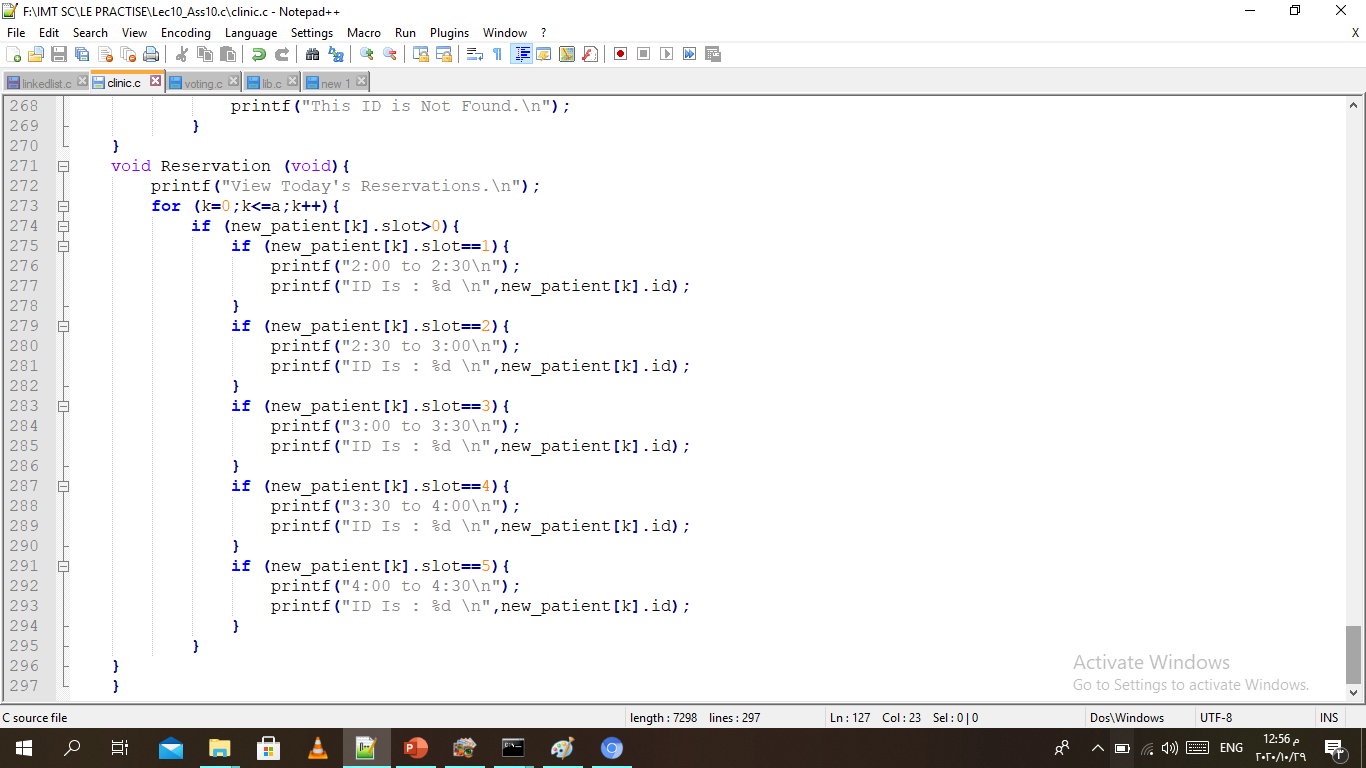 F:\IMT SC\LE PRACTISE\Lec10_Ass10.c\clinic.c - Notepad++
File Edit Search View Encoding Language Settings Macro Run Plugins Window ? X
linkedlist.c clinic.c voting.c lib.c new 1
268 printf("This ID is Not Found.\n");
269 }
270 }
271 void Reservation (void){
272 printf("View Today's Reservations.\n");
273 for (k=0;k<=a;k++){
274 if (new_patient[k].slot>0){
275 if (new_patient[k].slot==1){
276 printf("2:00 to 2:30\n");
277 printf("ID Is : %d \n",new_patient[k].id);
278 }
279 if (new_patient[k].slot==2){
280 printf("2:30 to 3:00\n");
281 printf("ID Is : %d \n",new_patient[k].id);
282 }
283 if (new_patient[k].slot==3){
284 printf("3:00 to 3:30\n");
285 printf("ID Is : %d \n",new_patient[k].id);
286 }
287 if (new_patient[k].slot==4){
288 printf("3:30 to 4:00\n");
289 printf("ID Is : %d \n",new_patient[k].id);
290 }
291 if (new_patient[k].slot==5){
292 printf("4:00 to 4:30\n");
293 printf("ID Is : %d \n",new_patient[k].id);
294 }
295 }
296 }
297 }
Activate Windows
Go to Settings to activate Windows.
C source file length : 7298 lines : 297 Ln : 127 Col : 23 Sel : 0 | 0 Dos\Windows UTF-8 INS
ENG
12:56 م
٢٠٢٠/١٠/٢٩
٣